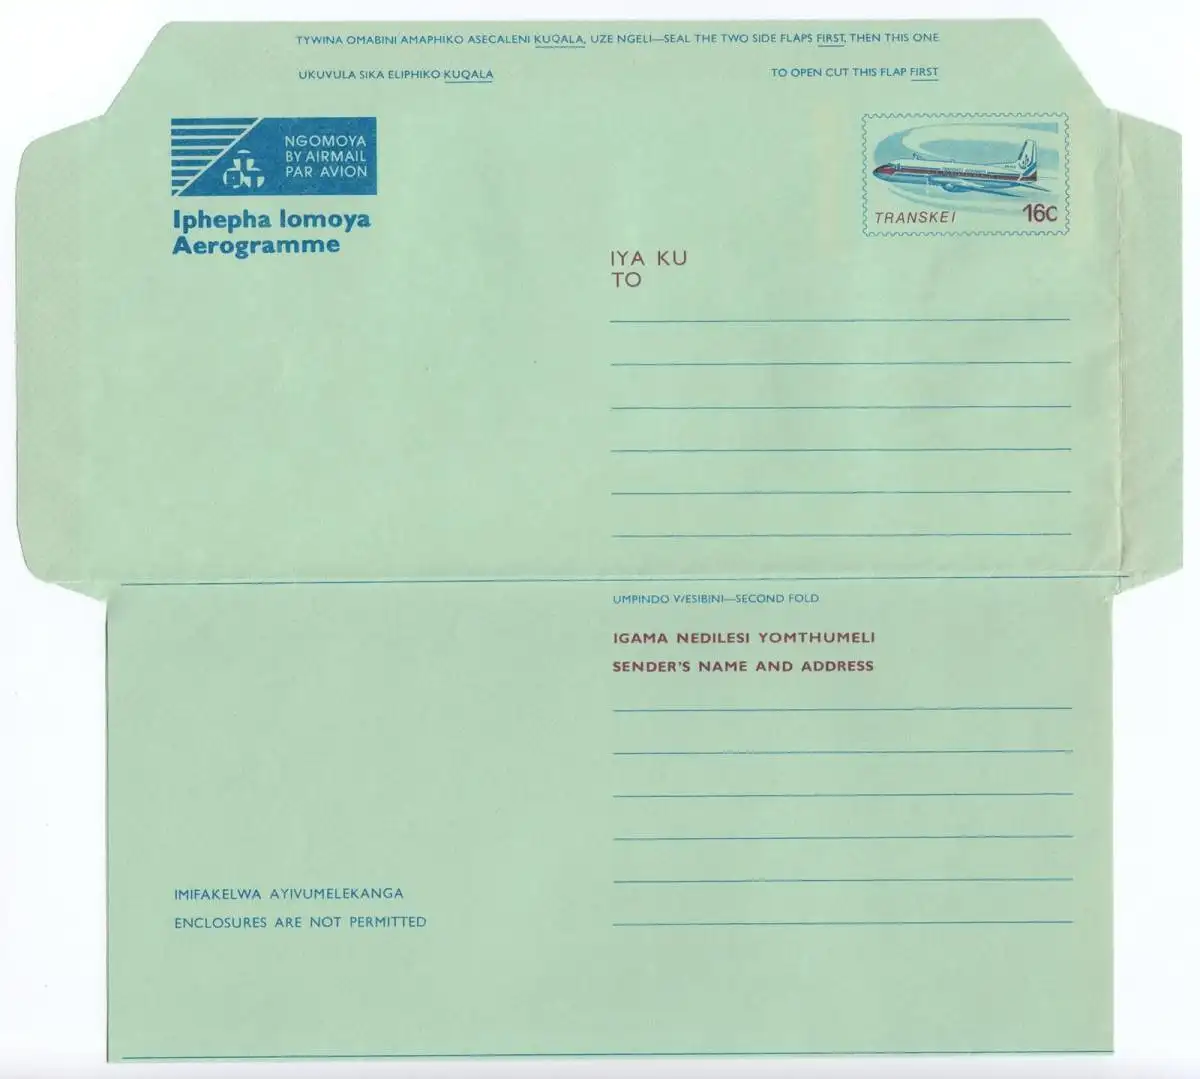 TYWINA OMABINI AMAPHIKO ASECALENI KUQALA, UZE NGELI—SEAL THE TWO SIDE FLAPS FIRST, THEN THIS ONE
UKUVULA SIKA ELIPHIKO KUQALA
TO OPEN CUT THIS FLAP FIRST
NGOMOYA
BY AIRMAIL
PAR AVION
Iphepha lomoya
Aerogramme
TRANSKEI 16c
IYA KU
TO
UMPINDO WESIBINI—SECOND FOLD
IGAMA NEDILESI YOMTHUMELI
SENDER'S NAME AND ADDRESS
IMIFAKELWA AYIVUMELEKANGA
ENCLOSURES ARE NOT PERMITTED